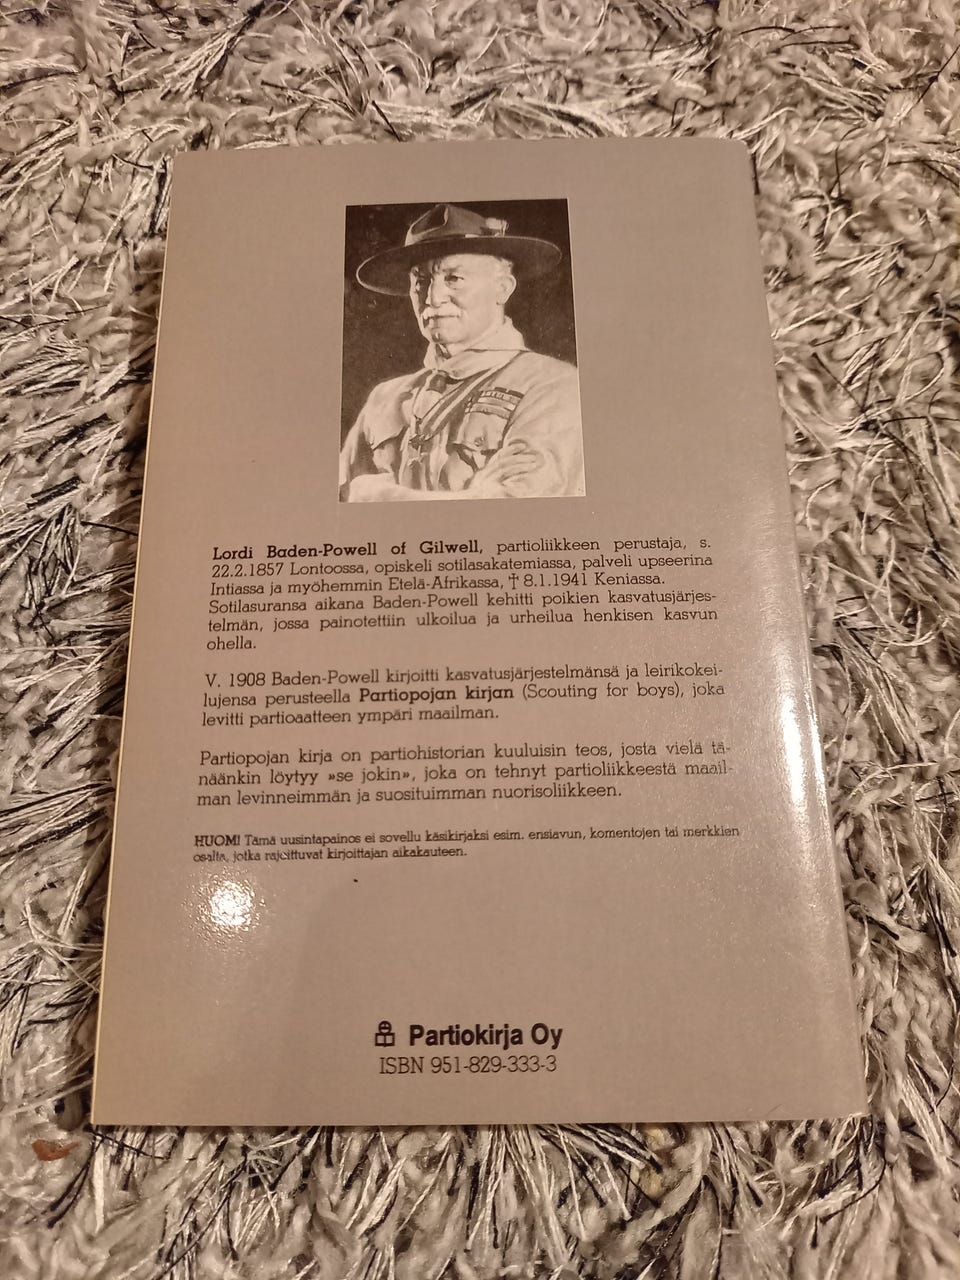 Lordi Baden-Powell of Gilwell, partioliikkeen perustaja, s.
22.2.1857 Lontoossa, opiskeli sotilasakatemiassa, palveli upseerina
Intiassa ja myöhemmin Etelä-Afrikassa, † 8.1.1941 Keniassa.
Sotilasuransa aikana Baden-Powell kehitti poikien kasvatusjärjes-
telmän, jossa painotettiin ulkoilua ja urheilua henkisen kasvun
ohella.
V. 1908 Baden-Powell kirjoitti kasvatusjärjestelmänsä ja leirikokei-
lujensa perusteella Partiopojan kirjan (Scouting for boys), joka
levitti partioaatteen ympäri maailman.
Partiopojan kirja on partiohistorian kuuluisin teos, josta vielä tä-
näänkin löytyy »se jokin», joka on tehnyt partioliikkeestä maail-
man levinneimmän ja suosituimman nuorisoliikkeen.
HUOM! Tämä uusintapainos ei sovellu käsikirjaksi esim. ensiavun, komentojen tai merkkien
osalta, jotka rajoittuvat kirjoittajan aikakauteen.
Partiokirja Oy
ISBN 951-829-333-3